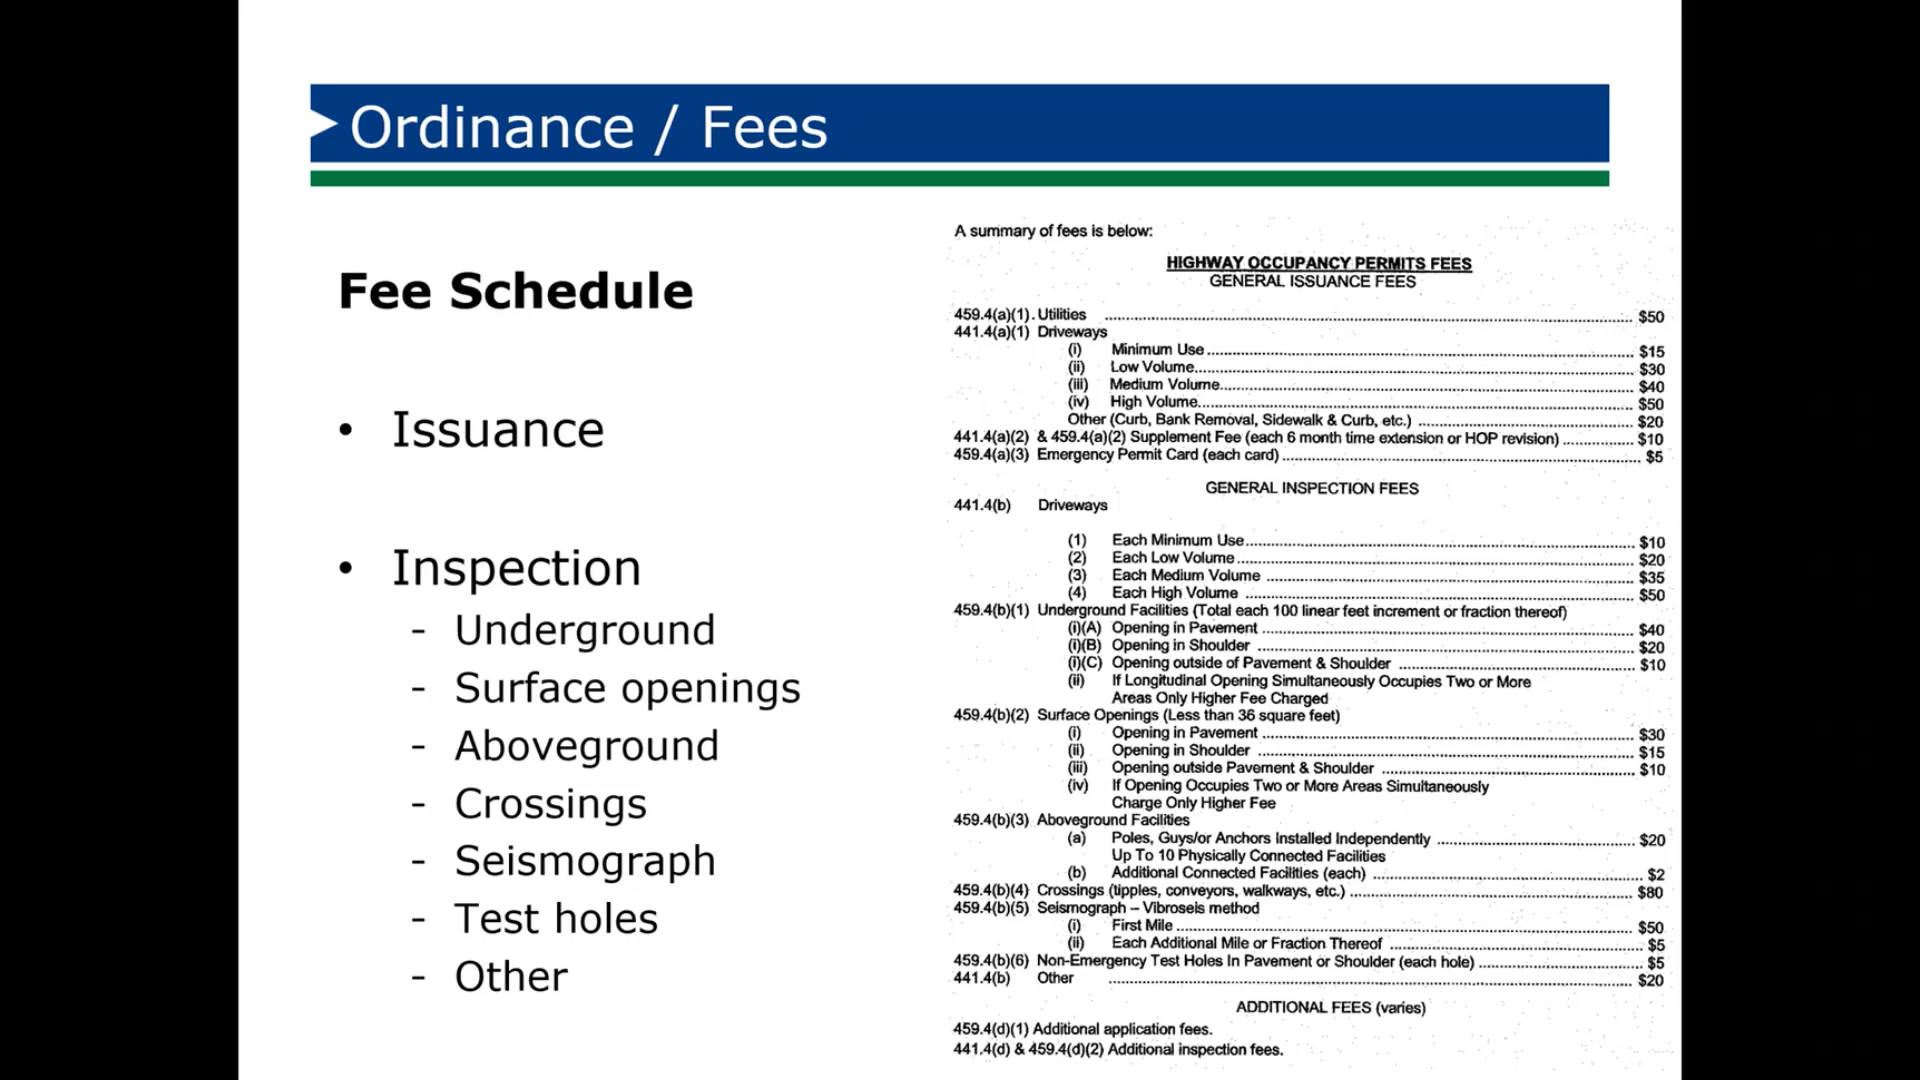 Ordinance / Fees
Fee Schedule
• Issuance
• Inspection
- Underground
- Surface openings
- Aboveground
- Crossings
- Seismograph
- Test holes
- Other
A summary of fees is below:
HIGHWAY OCCUPANCY PERMITS FEES
GENERAL ISSUANCE FEES
459.4(a)(1). Utilities ........ $50
441.4(a)(1) Driveways
(i) Minimum Use ........ $15
(ii) Low Volume ........ $30
(iii) Medium Volume ........ $40
(iv) High Volume ........ $50
Other (Curb, Bank Removal, Sidewalk & Curb, etc.) ........ $20
441.4(a)(2) & 459.4(a)(2) Supplement Fee (each 6 month time extension or HOP revision) ........ $10
459.4(a)(3) Emergency Permit Card (each card) ........ $5
GENERAL INSPECTION FEES
441.4(b) Driveways
(1) Each Minimum Use ........ $10
(2) Each Low Volume ........ $20
(3) Each Medium Volume ........ $35
(4) Each High Volume ........ $50
459.4(b)(1) Underground Facilities (Total each 100 linear feet increment or fraction thereof)
(i)(A) Opening in Pavement ........ $40
(i)(B) Opening in Shoulder ........ $20
(i)(C) Opening outside of Pavement & Shoulder ........ $10
(ii) If Longitudinal Opening Simultaneously Occupies Two or More
Areas Only Higher Fee Charged
459.4(b)(2) Surface Openings (Less than 36 square feet)
(i) Opening in Pavement ........ $30
(ii) Opening in Shoulder ........ $15
(iii) Opening outside Pavement & Shoulder ........ $10
(iv) If Opening Occupies Two or More Areas Simultaneously
Charge Only Higher Fee
459.4(b)(3) Aboveground Facilities
(a) Poles, Guys/or Anchors Installed Independently ........ $20
Up To 10 Physically Connected Facilities
(b) Additional Connected Facilities (each) ........ $2
459.4(b)(4) Crossings (tipples, conveyors, walkways, etc.) ........ $80
459.4(b)(5) Seismograph – Vibroseis method
(i) First Mile ........ $50
(ii) Each Additional Mile or Fraction Thereof ........ $5
459.4(b)(6) Non-Emergency Test Holes In Pavement or Shoulder (each hole) ........ $5
441.4(b) Other ........ $20
ADDITIONAL FEES (varies)
459.4(d)(1) Additional application fees.
441.4(d) & 459.4(d)(2) Additional inspection fees.